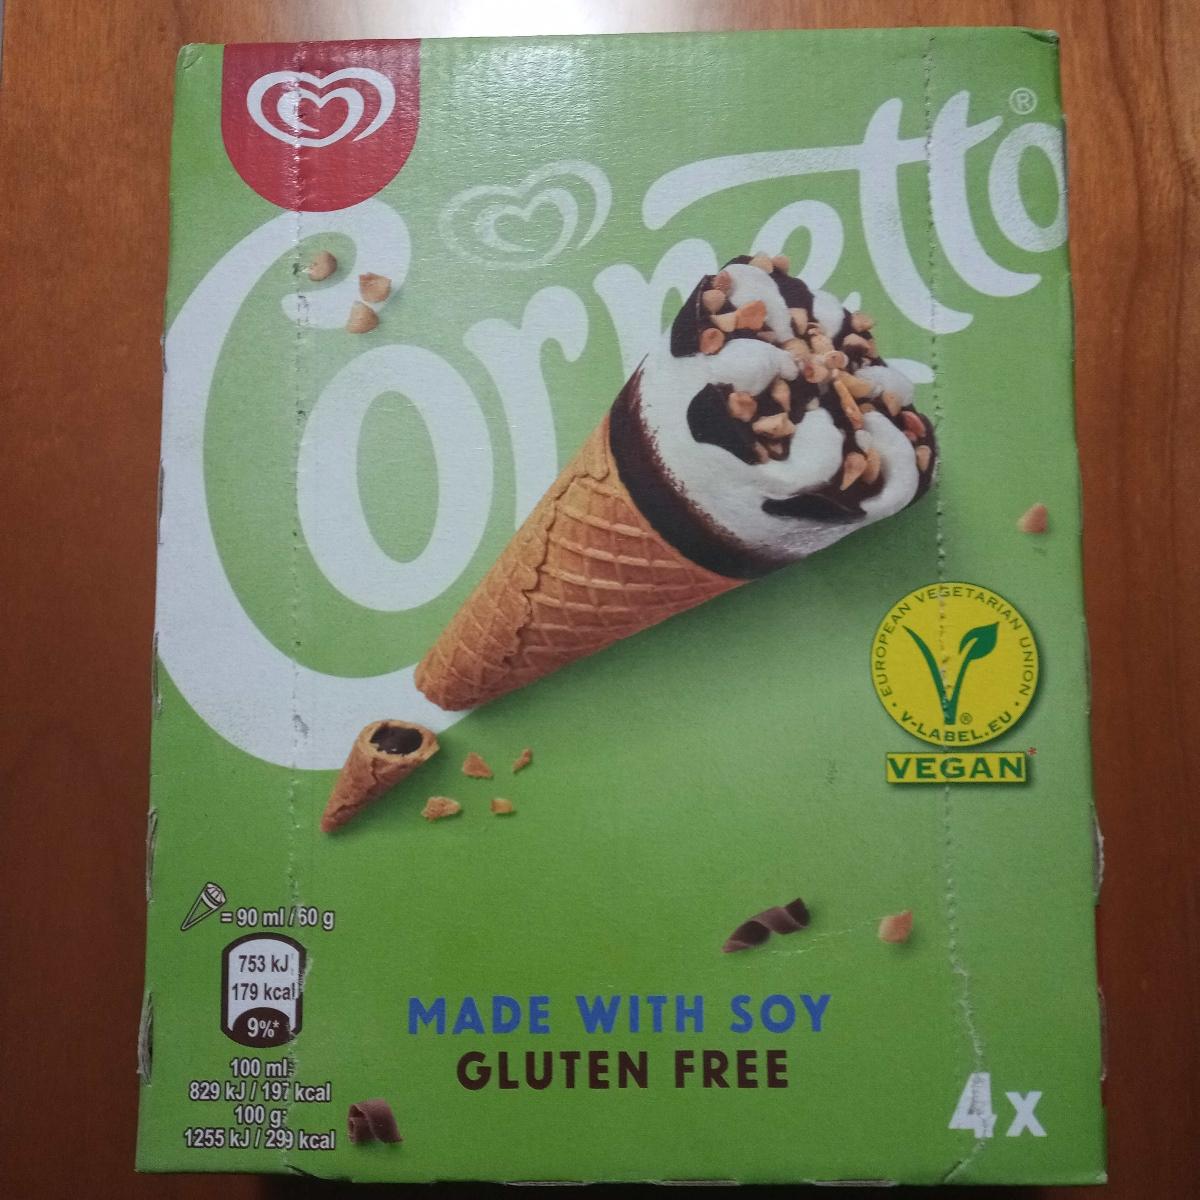 Cornetto®
EUROPEAN VEGETARIAN UNION
V-LABEL.EU
®
VEGAN*
= 90 ml / 60 g
753 kJ
179 kcal
9%*
100 ml:
829 kJ / 197 kcal
100 g:
1255 kJ / 299 kcal
MADE WITH SOY
GLUTEN FREE
4x